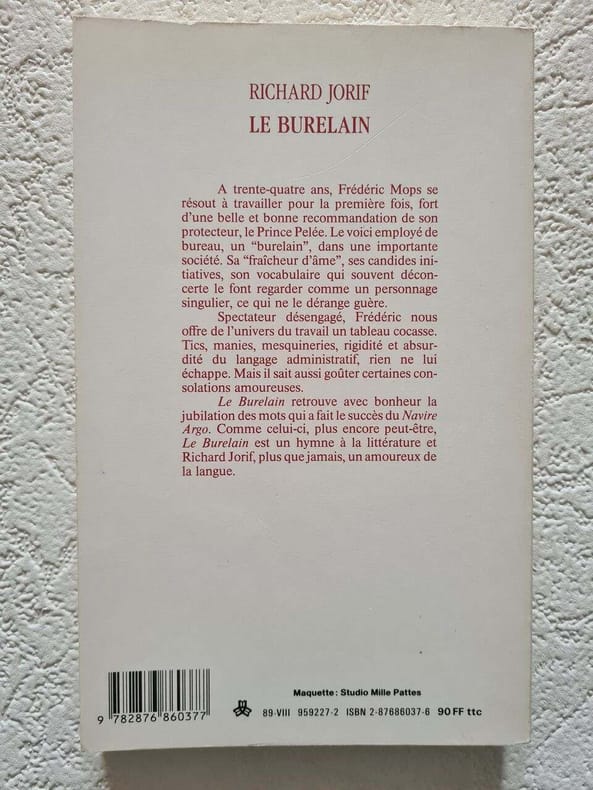 RICHARD JORIF
LE BURELAIN
A trente-quatre ans, Frédéric Mops se
résout à travailler pour la première fois, fort
d'une belle et bonne recommandation de son
protecteur, le Prince Pelée. Le voici employé de
bureau, un "burelain", dans une importante
société. Sa "fraîcheur d'âme", ses candides ini-
tiatives, son vocabulaire qui souvent décon-
certe le font regarder comme un personnage
singulier, ce qui ne le dérange guère.
Spectateur désengagé, Frédéric nous
offre de l'univers du travail un tableau cocasse.
Tics, manies, mesquineries, rigidité et absur-
dité du langage administratif, rien ne lui
échappe. Mais il sait aussi goûter certaines con-
solations amoureuses.
Le Burelain retrouve avec bonheur la
jubilation des mots qui a fait le succès du Navire
Argo. Comme celui-ci, plus encore peut-être,
Le Burelain est un hymne à la littérature et
Richard Jorif, plus que jamais, un amoureux de
la langue.
Maquette : Studio Mille Pattes
9 782876 860377
89-VIII 959227-2 ISBN 2-87686037-6 90 FF ttc